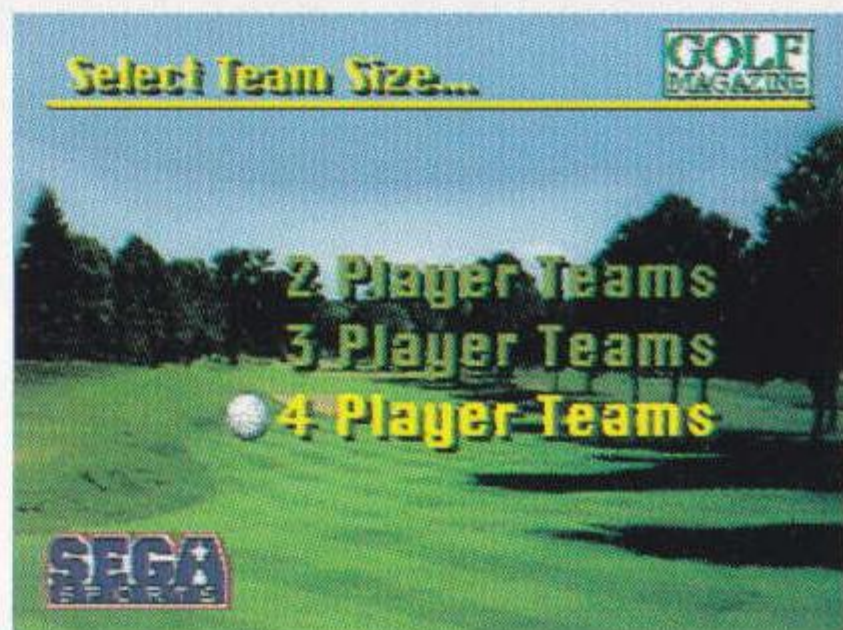 Select Team Size...
GOLF
MAGAZINE
2 Player Teams
3 Player Teams
4 Player Teams
SEGA
SPORTS